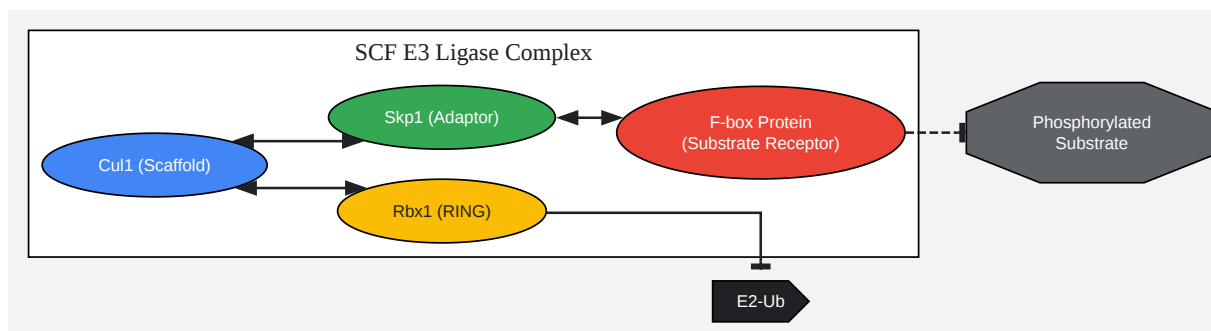 SCF E3 Ligase Complex
Skp1 (Adaptor)
F-box Protein
(Substrate Receptor)
Phosphorylated
Substrate
Cul1 (Scaffold)
Rbx1 (RING)
E2-Ub